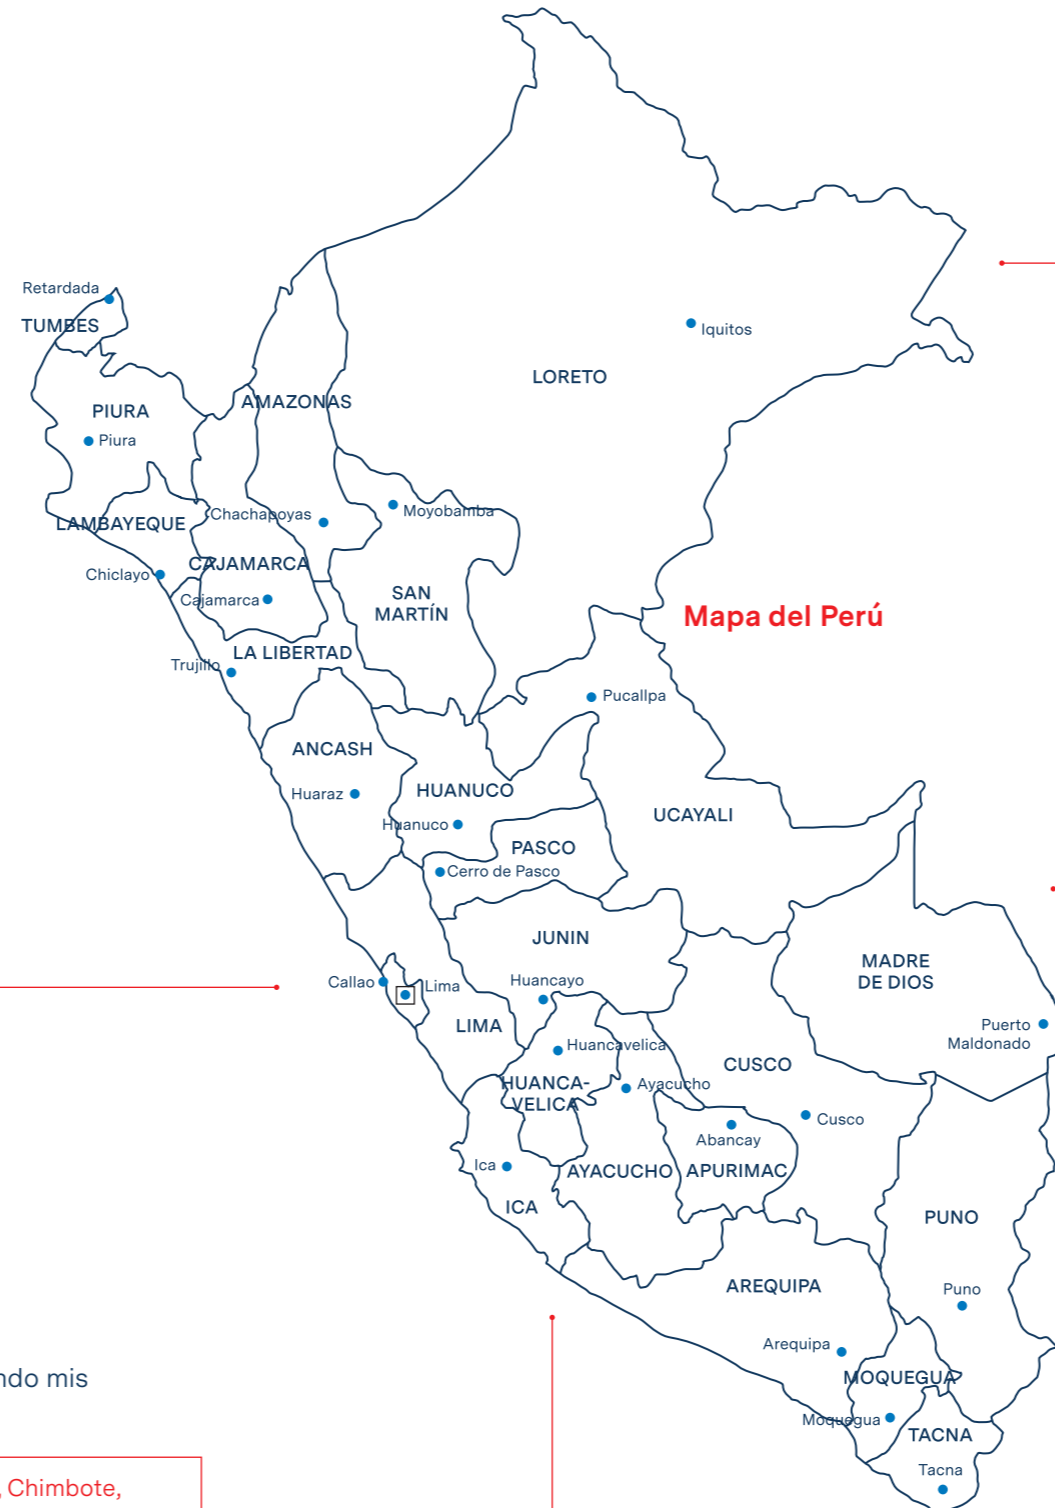 Retardada
TUMBES
Iquitos
LORETO
AMAZONAS
PIURA
Piura
Moyobamba
Chachapoyas
LAMBAYEQUE
CAJAMARCA
Chiclayo
Cajamarca
SAN
MARTÍN
Mapa del Perú
LA LIBERTAD
Trujillo
Pucallpa
ANCASH
Huaraz
HUANUCO
Huanuco
UCAYALI
PASCO
Cerro de Pasco
JUNIN
MADRE
DE DIOS
Callao
Lima
Huancayo
LIMA
Puerto
Maldonado
Huancavelica
CUSCO
HUANCA-
VELICA
Ayacucho
Cusco
Abancay
Ica
AYACUCHO
APURIMAC
ICA
PUNO
AREQUIPA
Puno
Arequipa
MOQUEGUA
ndo mis
Moquegua
TACNA
Tacna
, Chimbote,